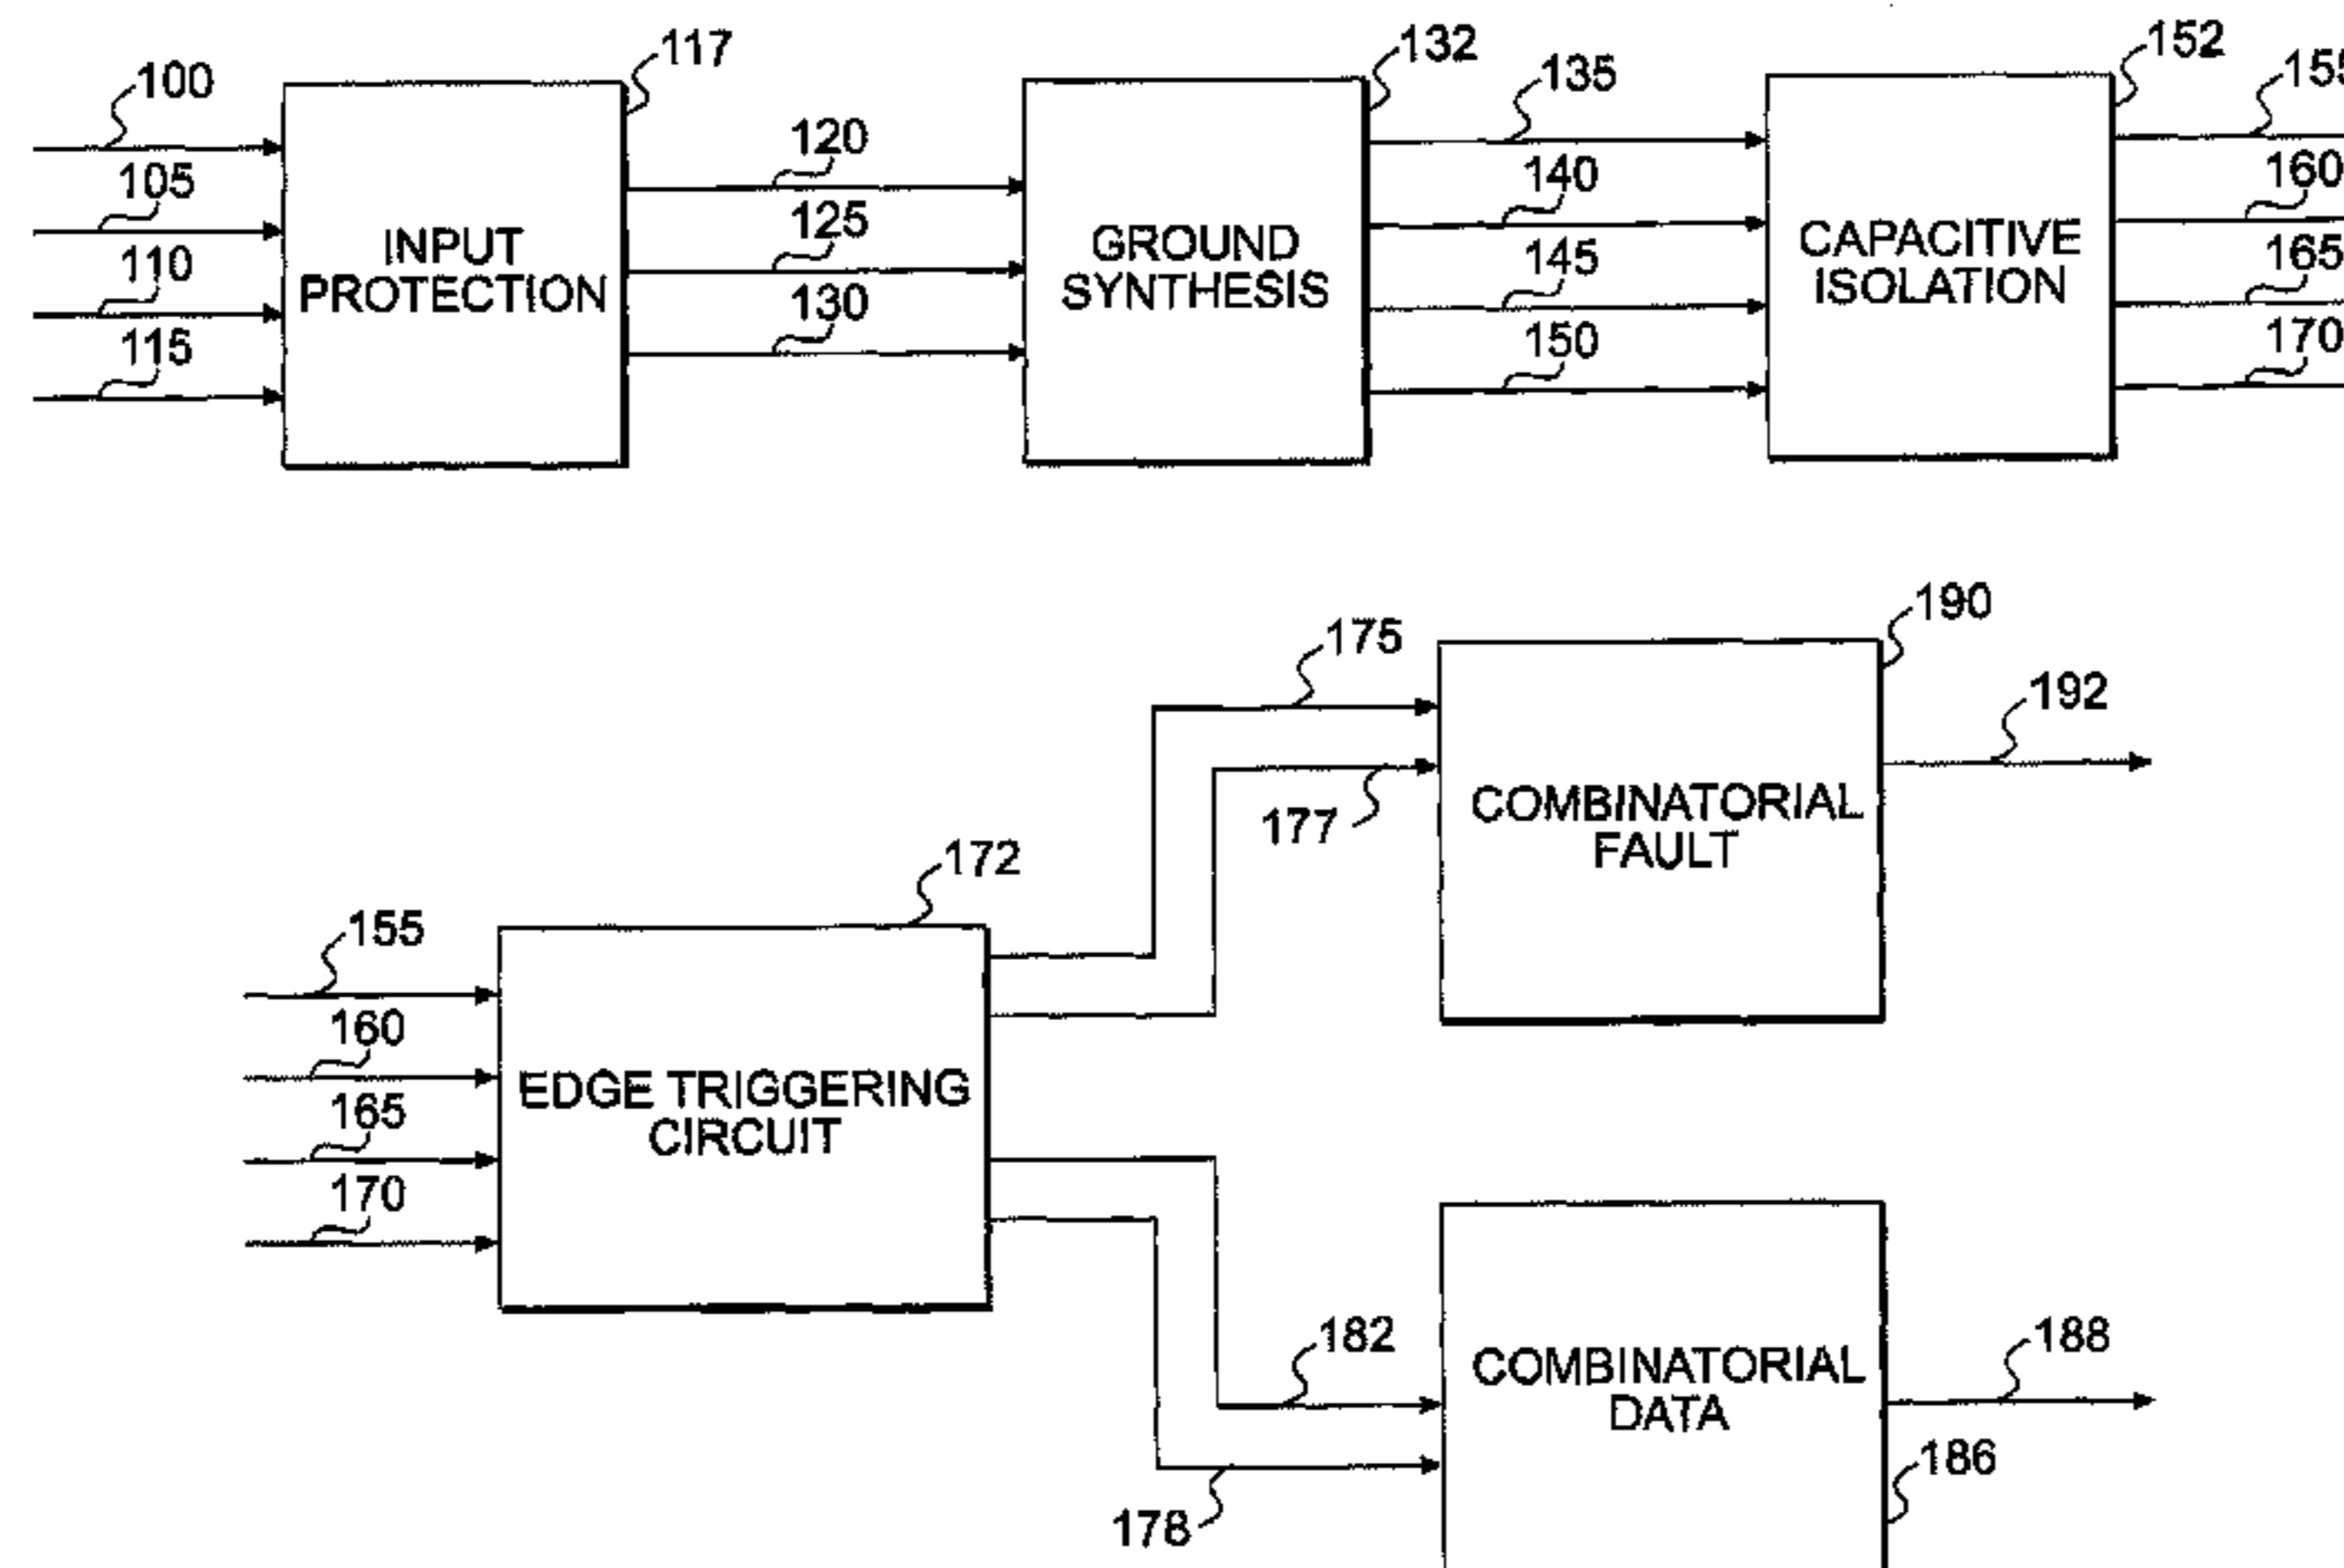 100
117
132
135
152
155
105
120
140
160
110
125
145
165
115
130
150
170
INPUT
PROTECTION
GROUND
SYNTHESIS
CAPACITIVE
ISOLATION
190
175
192
177
COMBINATORIAL
FAULT
172
155
160
165
170
EDGE TRIGGERING
CIRCUIT
182
188
COMBINATORIAL
DATA
178
186